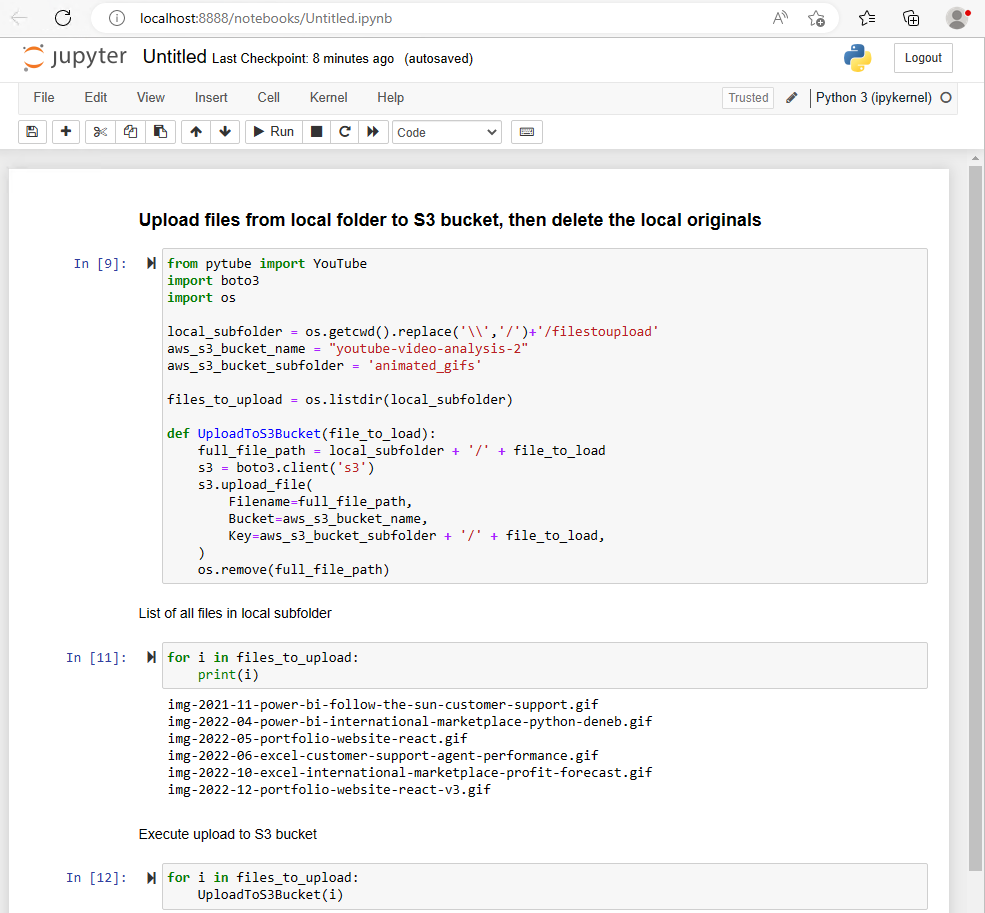 localhost:8888/notebooks/Untitled.ipynb
jupyter Untitled Last Checkpoint: 8 minutes ago (autosaved) Logout
File Edit View Insert Cell Kernel Help Trusted Python 3 (ipykernel)
Run Code
Upload files from local folder to S3 bucket, then delete the local originals
In [9]: from pytube import YouTube
import boto3
import os
local_subfolder = os.getcwd().replace('\\','/')+'/filestoupload'
aws_s3_bucket_name = "youtube-video-analysis-2"
aws_s3_bucket_subfolder = 'animated_gifs'
files_to_upload = os.listdir(local_subfolder)
def UploadToS3Bucket(file_to_load):
    full_file_path = local_subfolder + '/' + file_to_load
    s3 = boto3.client('s3')
    s3.upload_file(
        Filename=full_file_path,
        Bucket=aws_s3_bucket_name,
        Key=aws_s3_bucket_subfolder + '/' + file_to_load,
    )
    os.remove(full_file_path)
List of all files in local subfolder
In [11]: for i in files_to_upload:
    print(i)
img-2021-11-power-bi-follow-the-sun-customer-support.gif
img-2022-04-power-bi-international-marketplace-python-deneb.gif
img-2022-05-portfolio-website-react.gif
img-2022-06-excel-customer-support-agent-performance.gif
img-2022-10-excel-international-marketplace-profit-forecast.gif
img-2022-12-portfolio-website-react-v3.gif
Execute upload to S3 bucket
In [12]: for i in files_to_upload:
    UploadToS3Bucket(i)